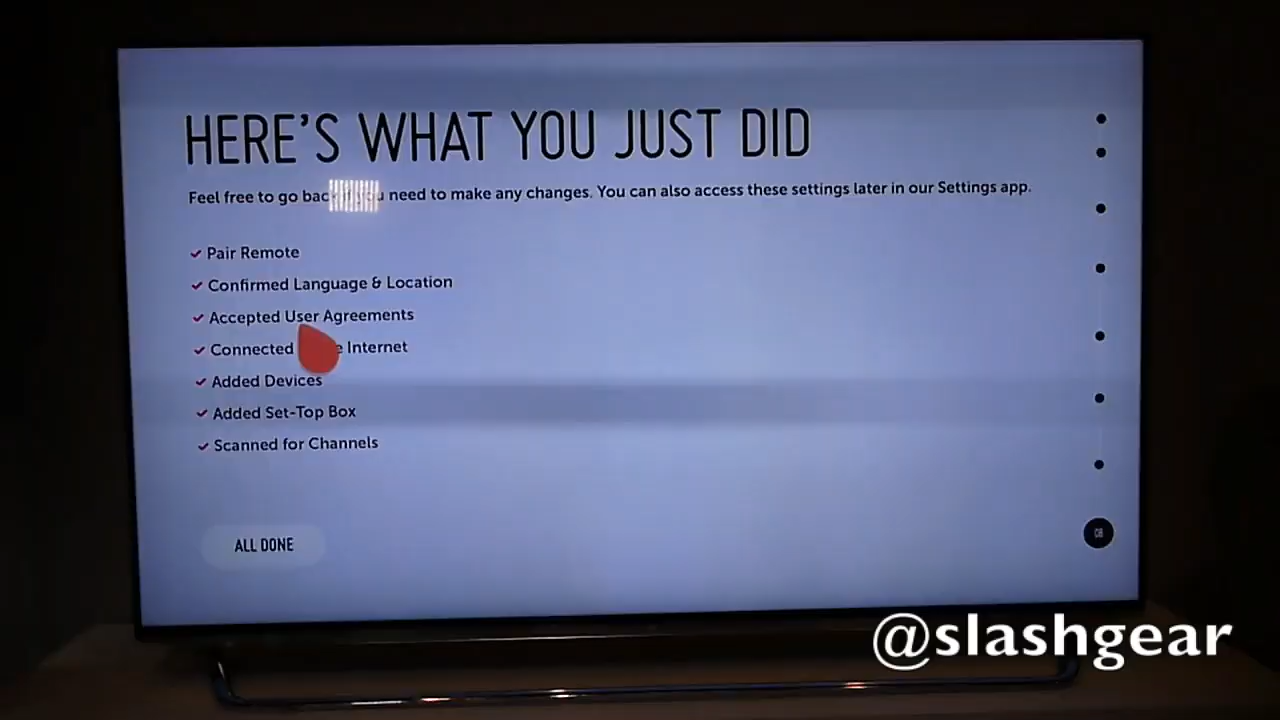 HERE'S WHAT YOU JUST DID
Feel free to go bac u need to make any changes. You can also access these settings later in our Settings app.
Pair Remote
Confirmed Language & Location
Accepted User Agreements
Connected e Internet
Added Devices
Added Set-Top Box
Scanned for Channels
ALL DONE
08
@slashgear